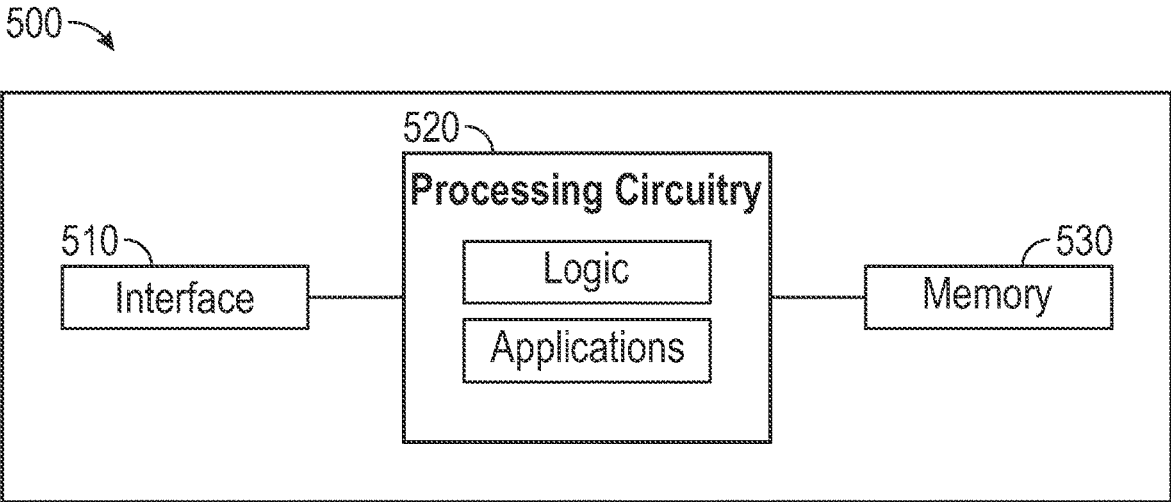 500
520
Processing Circuitry
510
530
Logic
Interface
Memory
Applications